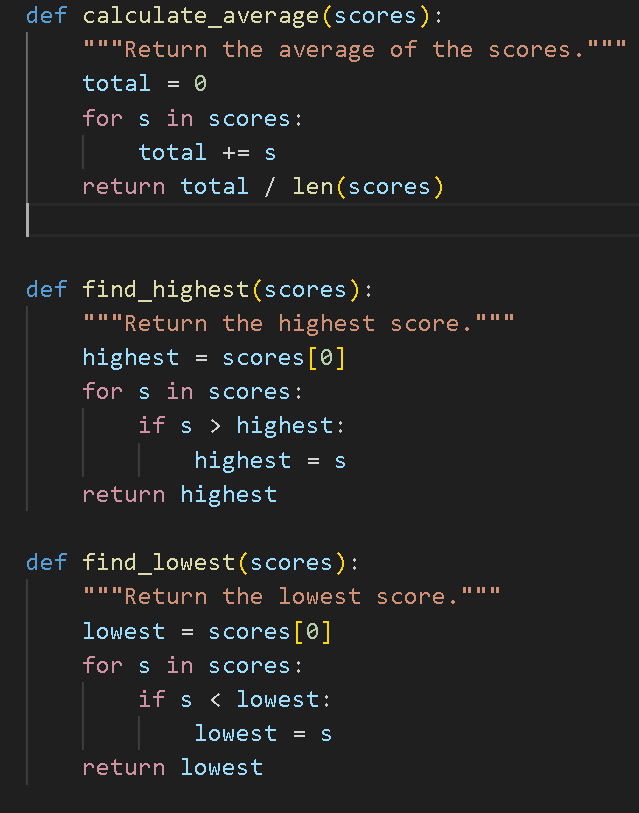 def calculate_average(scores):
    """Return the average of the scores."""
    total = 0
    for s in scores:
        total += s
    return total / len(scores)

def find_highest(scores):
    """Return the highest score."""
    highest = scores[0]
    for s in scores:
        if s > highest:
            highest = s
    return highest

def find_lowest(scores):
    """Return the lowest score."""
    lowest = scores[0]
    for s in scores:
        if s < lowest:
            lowest = s
    return lowest